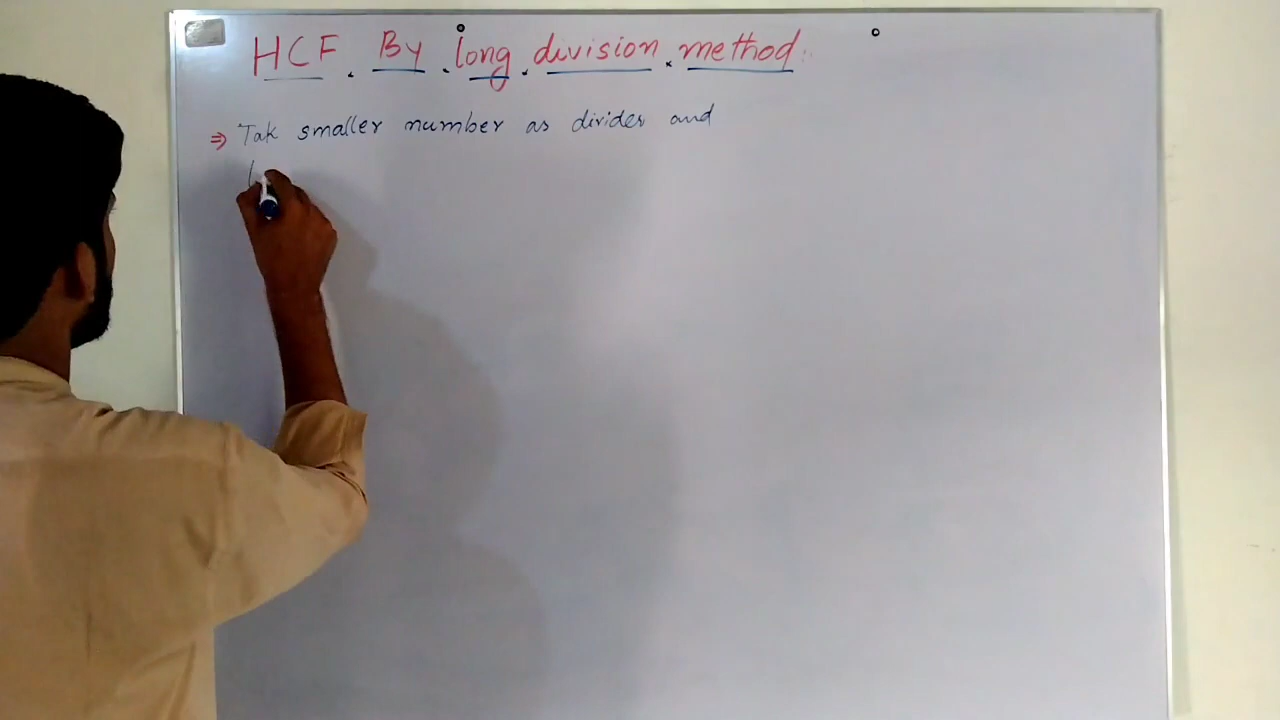 HCF By long division method:
⇒ Tak smaller number as divider and